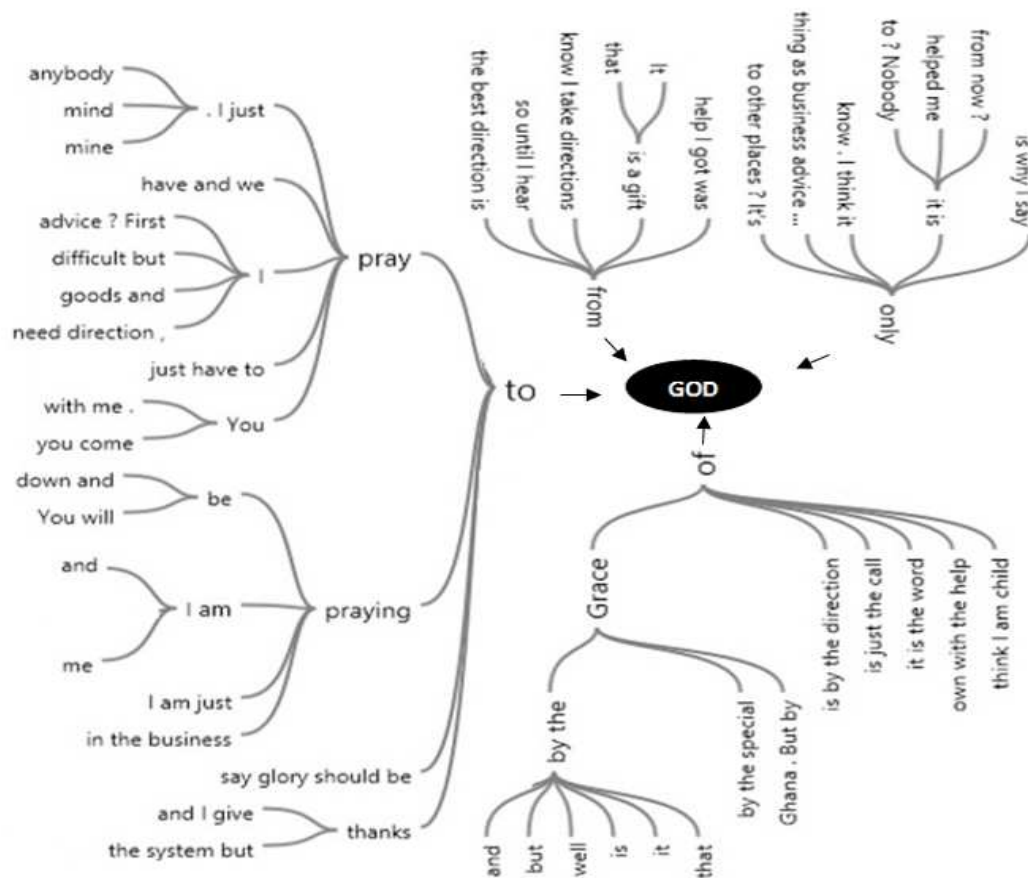 anybody
mind
mine
. I just
have and we
advice ? First
difficult but
goods and
need direction ,
I
just have to
with me .
you come
You
pray
down and
You will
be
and
me
I am
I am just
in the business
praying
say glory should be
and I give
the system but
thanks
to
the best direction is
so until I hear
know I take directions
that
It
is a gift
help I got was
from
to other places ? It's
thing as business advice ...
know . I think it
to ? Nobody
helped me
from now ?
it is
is why I say
only
GOD
of
Grace
is by the direction
is just the call
it is the word
own with the help
think I am child
by the
by the special
Ghana . But by
and
but
well
is
it
that